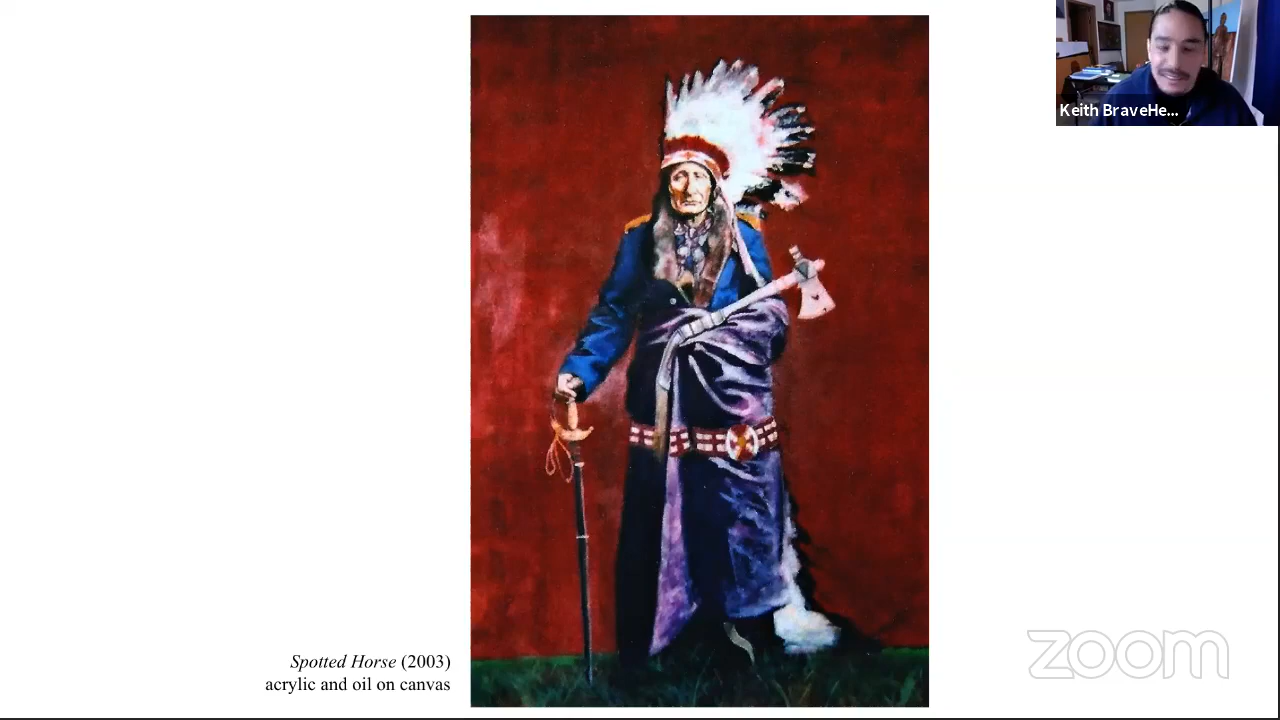 Keith BraveHe...
Spotted Horse (2003)
acrylic and oil on canvas
zoom